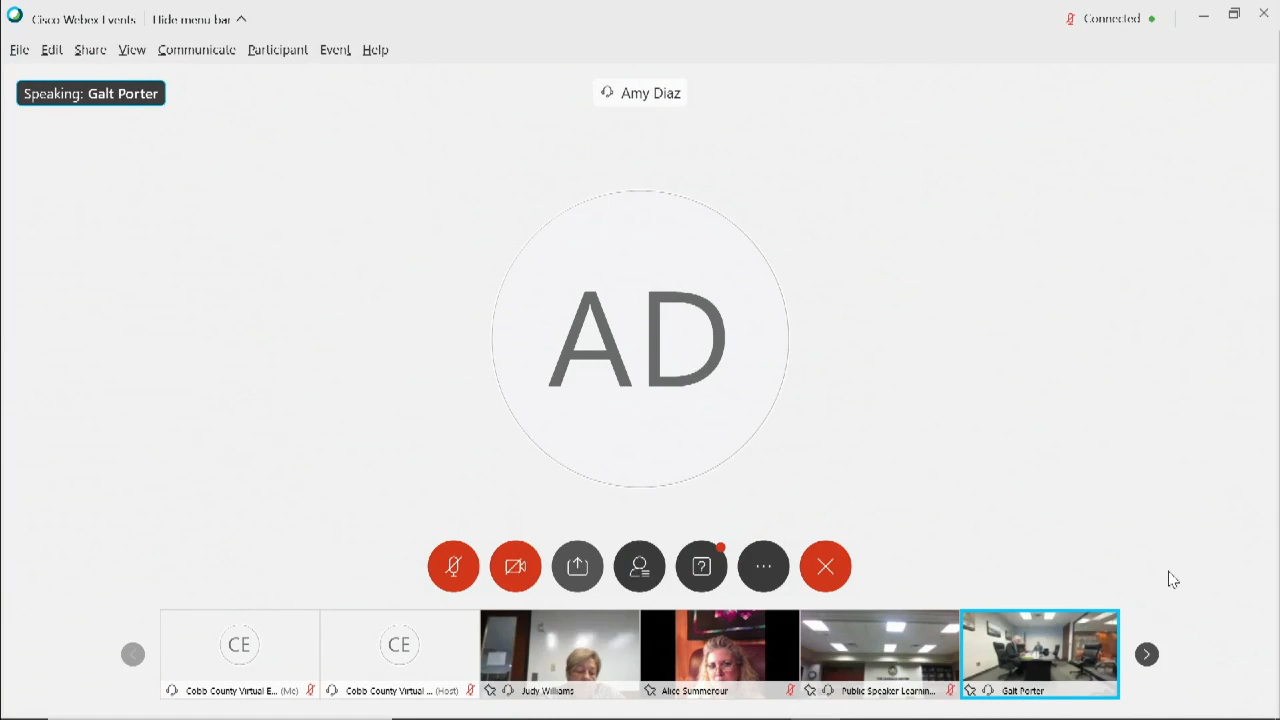 Cisco Webex Events
Hide menu bar
Connected
File Edit Share View Communicate Participant Event Help
Speaking: Galt Porter
Amy Diaz
AD
CE
CE
Cobb County Virtual E... (Me)
Cobb County Virtual ... (Host)
Judy Williams
Alice Summerour
Public Speaker Learnin...
Galt Porter